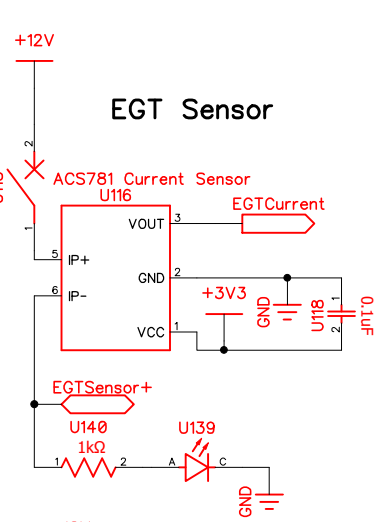 +12V
EGT Sensor
2
ACS781 Current Sensor
U116
1
VOUT 3
EGTCurrent
5 IP+
GND 2
6 IP-
+3V3
GND
U118
1
2
0.1uF
VCC 1
EGTSensor+
U140
1kΩ
1 2
U139
A C
GND